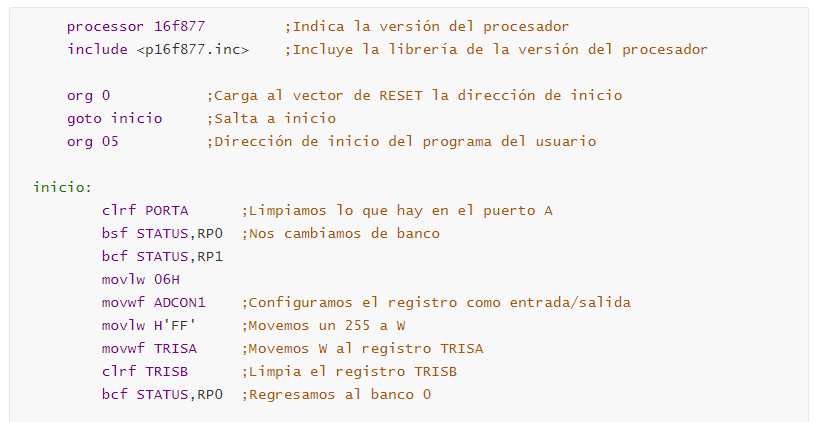 processor 16f877 ;Indica la versión del procesador
include <p16f877.inc> ;Incluye la librería de la versión del procesador
org 0 ;Carga al vector de RESET la dirección de inicio
goto inicio ;Salta a inicio
org 05 ;Dirección de inicio del programa del usuario
inicio:
clrf PORTA ;Limpiamos lo que hay en el puerto A
bsf STATUS,RP0 ;Nos cambiamos de banco
bcf STATUS,RP1
movlw 06H
movwf ADCON1 ;Configuramos el registro como entrada/salida
movlw H'FF' ;Movemos un 255 a W
movwf TRISA ;Movemos W al registro TRISA
clrf TRISB ;Limpia el registro TRISB
bcf STATUS,RP0 ;Regresamos al banco 0